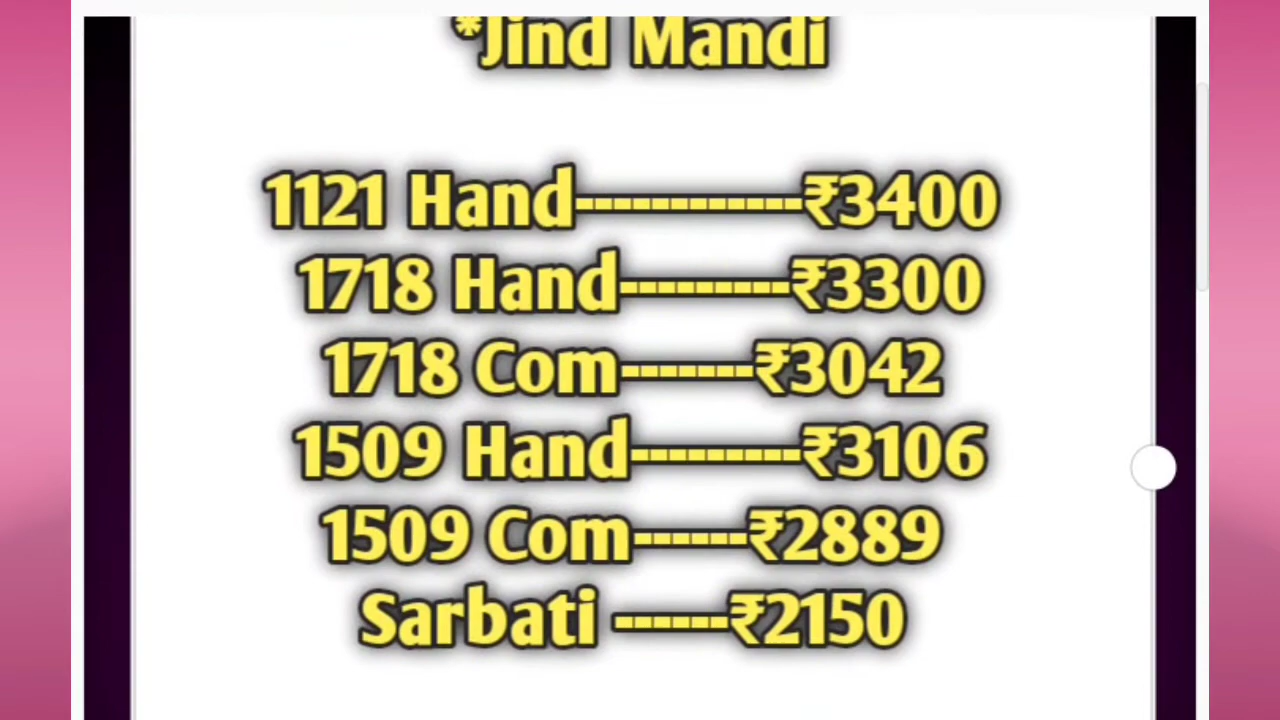 *Jind Mandi
1121 Hand-----------₹3400
1718 Hand---------₹3300
1718 Com-------₹3042
1509 Hand---------₹3106
1509 Com------₹2889
Sarbati ------₹2150